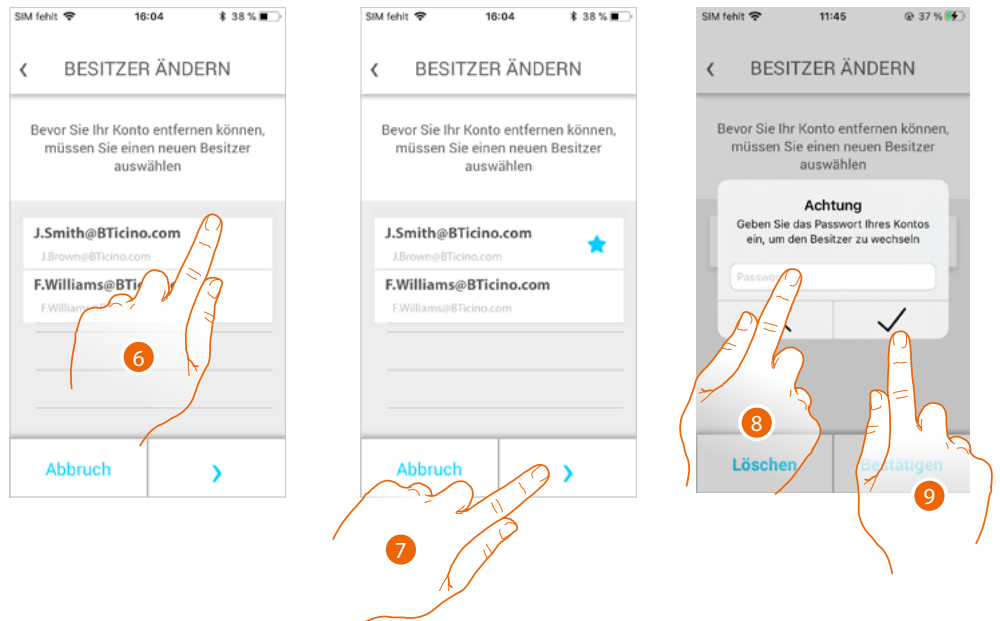 SIM fehlt 16:04 38 %
BESITZER ÄNDERN
Bevor Sie Ihr Konto entfernen können,
müssen Sie einen neuen Besitzer
auswählen
J.Smith@BTicino.com
J.Brown@BTicino.com
F.Williams@BTi
F.Williams
6
Abbruch
SIM fehlt 16:04 38 %
BESITZER ÄNDERN
Bevor Sie Ihr Konto entfernen können,
müssen Sie einen neuen Besitzer
auswählen
J.Smith@BTicino.com
J.Brown@BTicino.com
F.Williams@BTicino.com
F.Williams@BTicino.com
Abbruch
7
SIM fehlt 11:45 37 %
BESITZER ÄNDERN
Bevor Sie Ihr Konto entfernen können,
müssen Sie einen neuen Besitzer
auswählen
Achtung
Geben Sie das Passwort Ihres Kontos
ein, um den Besitzer zu wechseln
Passwo
8
Löschen Bestätigen
9